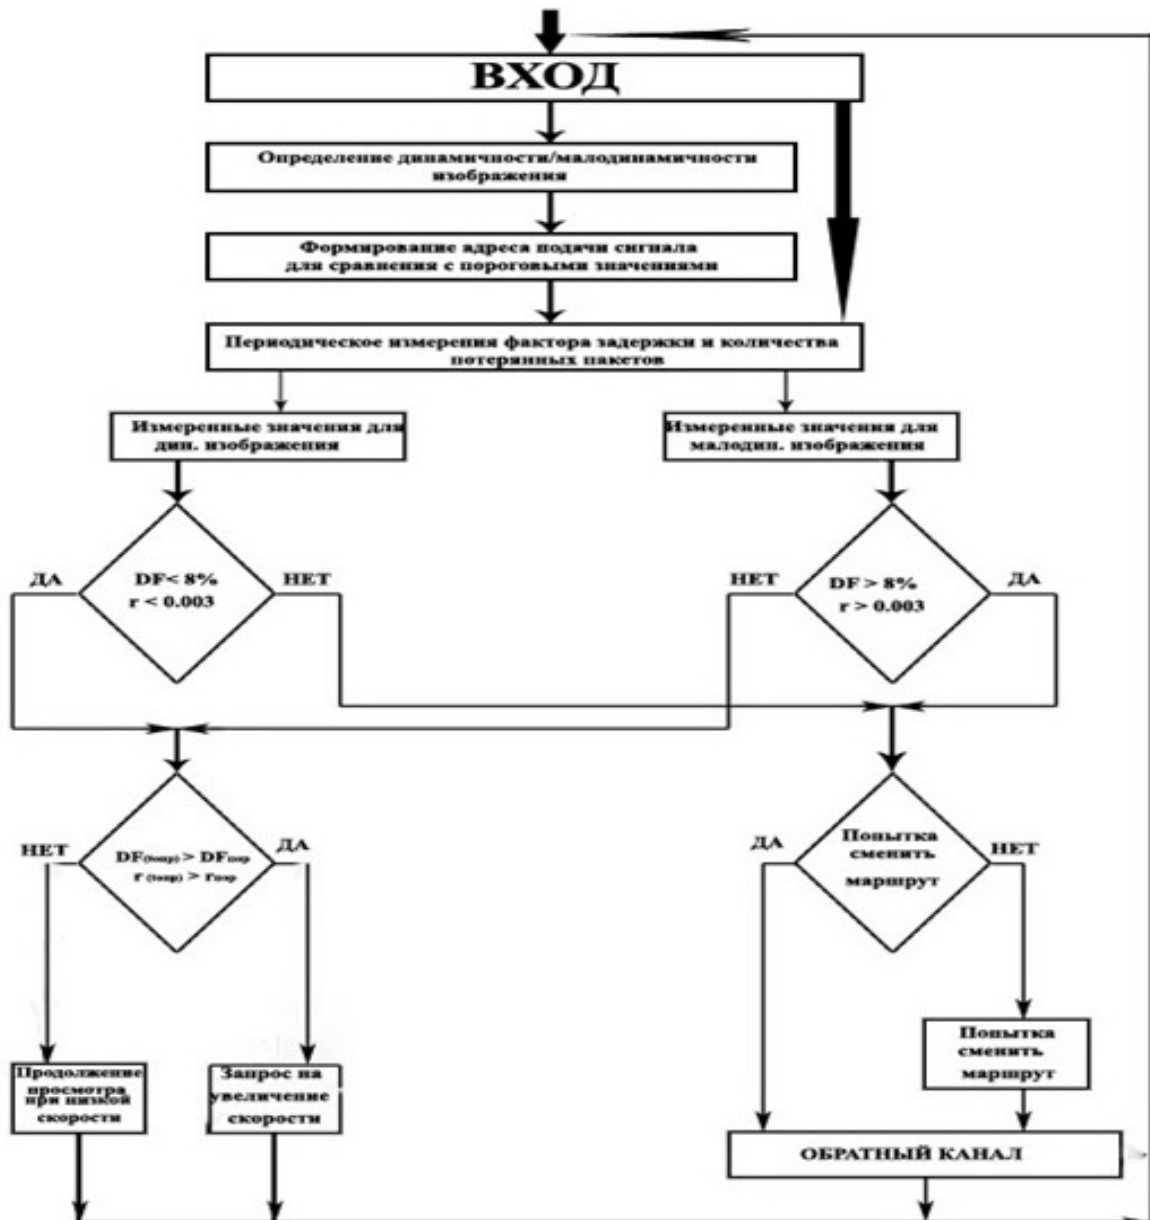 ВХОД
Определение динамичности/малодинамичности
изображения
Формирование адреса подачи сигнала
для сравнения с пороговыми значениями
Периодическое измерения фактора задержки и количества
потерянных пакетов
Измеренные значения для
дин. изображения
Измеренные значения для
малодин. изображения
ДА
DF< 8%
r < 0.003
НЕТ
НЕТ
DF > 8%
r > 0.003
ДА
НЕТ
DF > DF
r > r
ДА
ДА
Попытка
сменить
маршрут
НЕТ
Попытка
сменить
маршрут
Продолжение
просмотра
при низкой
скорости
Запрос на
увеличение
скорости
ОБРАТНЫЙ КАНАЛ